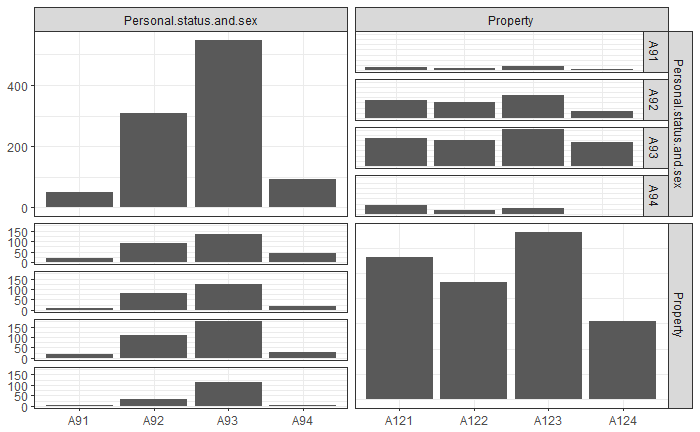 Personal.status.and.sex
Property
400
200
0
A91
A92
A93
A94
Personal.status.and.sex
150
100
50
0
150
100
50
0
150
100
50
0
150
100
50
0
Property
A91 A92 A93 A94
A121 A122 A123 A124